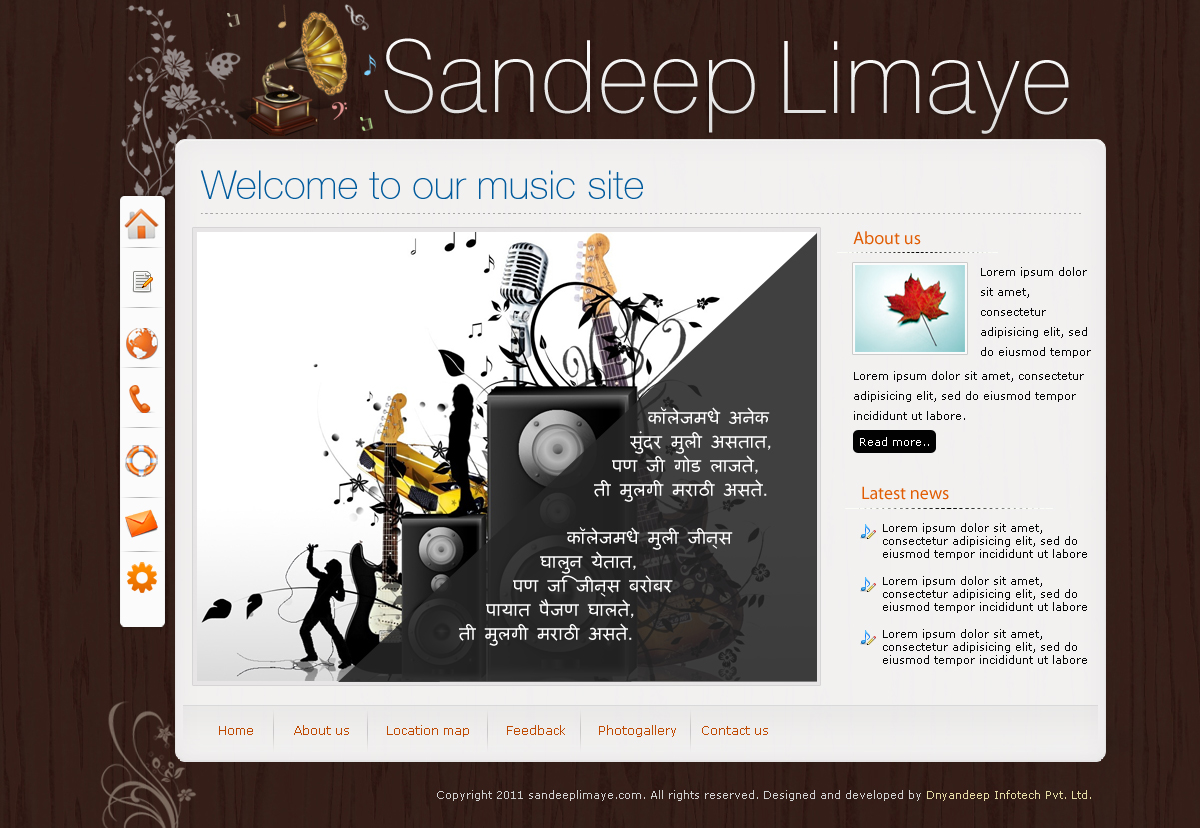 Sandeep Limaye
Welcome to our music site
कॉलेजमधे अनेक
सुंदर मुली असतात,
पण जी गोड लाजते,
ती मुलगी मराठी असते.
कॉलेजमधे मुली जीन्स
घालुन येतात,
पण जि जीन्स बरोबर
पायात पैजण घालते,
ती मुलगी मराठी असते.
About us
Lorem ipsum dolor
sit amet,
consectetur
adipisicing elit, sed
do eiusmod tempor
Lorem ipsum dolor sit amet, consectetur
adipisicing elit, sed do eiusmod tempor
incididunt ut labore.
Read more..
Latest news
Lorem ipsum dolor sit amet,
consectetur adipisicing elit, sed do
eiusmod tempor incididunt ut labore
Lorem ipsum dolor sit amet,
consectetur adipisicing elit, sed do
eiusmod tempor incididunt ut labore
Lorem ipsum dolor sit amet,
consectetur adipisicing elit, sed do
eiusmod tempor incididunt ut labore
Home About us Location map Feedback Photogallery Contact us
Copyright 2011 sandeeplimaye.com. All rights reserved. Designed and developed by Dnyandeep Infotech Pvt. Ltd.